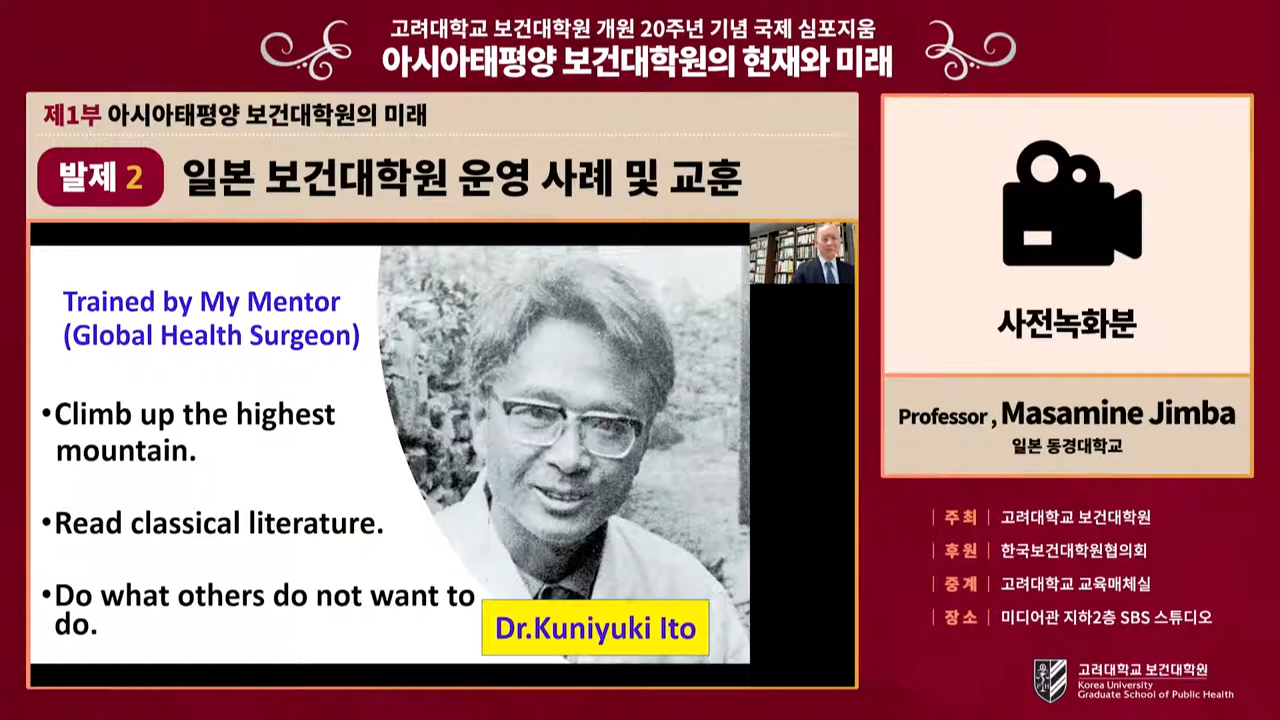 고려대학교 보건대학원 개원 20주년 기념 국제 심포지움
아시아태평양 보건대학원의 현재와 미래
제1부 아시아태평양 보건대학원의 미래
발제 2 일본 보건대학원 운영 사례 및 교훈
Trained by My Mentor
(Global Health Surgeon)
•Climb up the highest
mountain.
•Read classical literature.
•Do what others do not want to
do.
Dr.Kuniyuki Ito
사전녹화분
Professor , Masamine Jimba
일본 동경대학교
| 주 최 | 고려대학교 보건대학원
| 후 원 | 한국보건대학원협의회
| 중 계 | 고려대학교 교육매체실
| 장 소 | 미디어관 지하2층 SBS 스튜디오
고려대학교 보건대학원
Korea University
Graduate School of Public Health